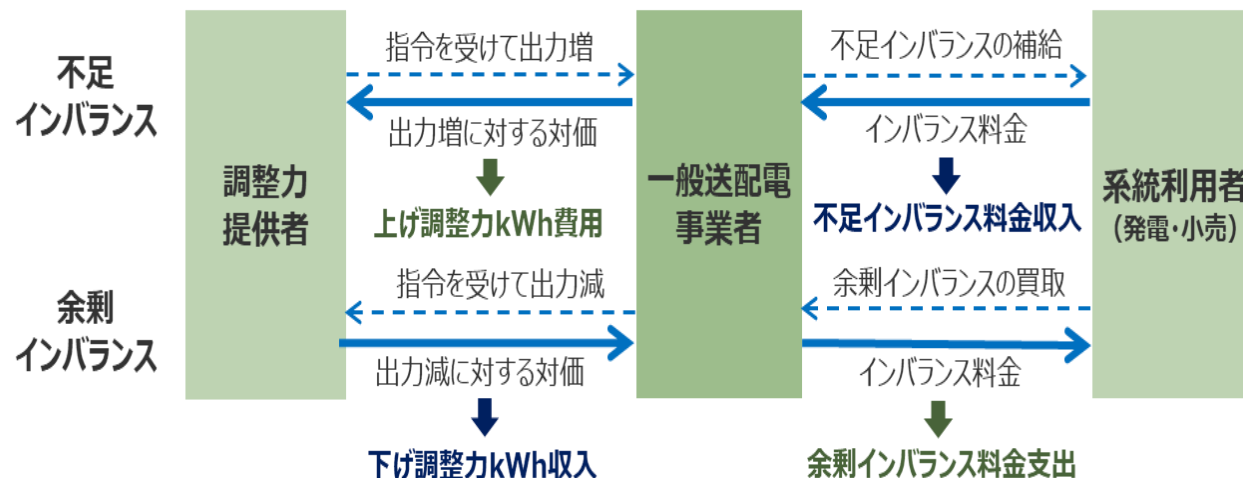 不足
インバランス
調整力
提供者
指令を受けて出力増
出力増に対する対価
上げ調整力kWh費用
一般送配電
事業者
不足インバランスの補給
インバランス料金
不足インバランス料金収入
系統利用者
(発電・小売)
余剰
インバランス
指令を受けて出力減
出力減に対する対価
下げ調整力kWh収入
余剰インバランスの買取
インバランス料金
余剰インバランス料金支出